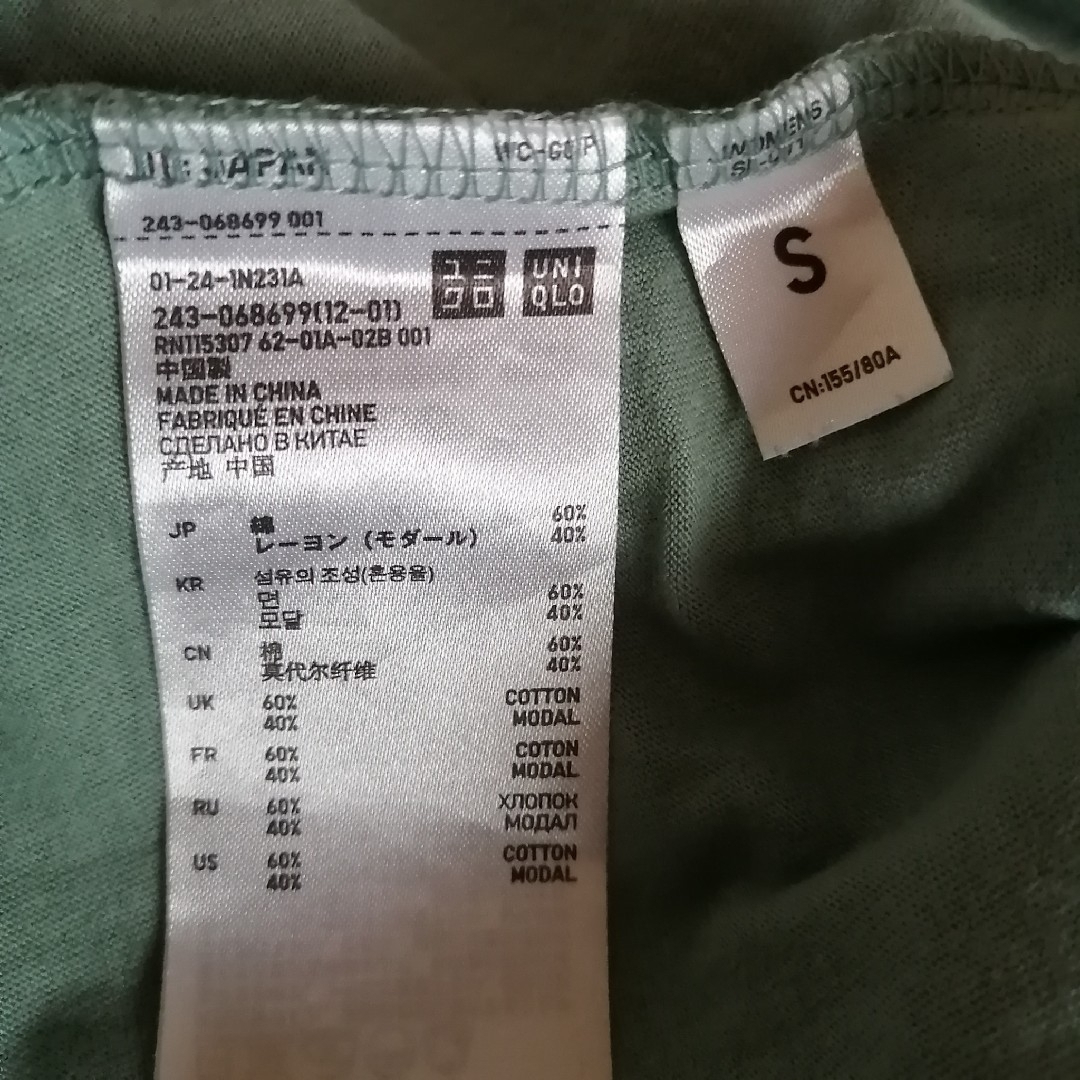 243-068699 001
01-24-1N231A
ユニ
クロ
UNI
QLO
243-068699(12-01)
RN115307 62-01A-02B 001
中国製
MADE IN CHINA
FABRIQUÉ EN CHINE
СДЕЛАНО В КИТАЕ
产地 中国
JP 綿 60%
レーヨン (モダール) 40%
KR 섬유의 조성(혼용율)
면 60%
모달 40%
CN 棉 60%
莫代尔纤维 40%
UK 60% COTTON
40% MODAL
FR 60% COTON
40% MODAL
RU 60% ХЛОПОК
40% МОДАЛ
US 60% COTTON
40% MODAL
WOMENS
S
CN:155/80A